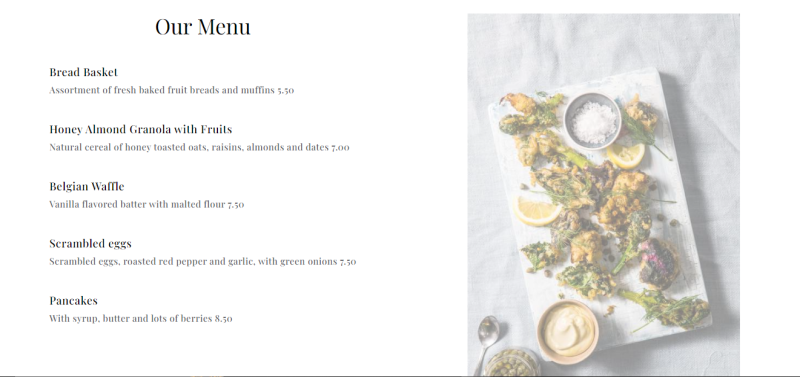 Our Menu
Bread Basket
Assortment of fresh baked fruit breads and muffins 5.50
Honey Almond Granola with Fruits
Natural cereal of honey toasted oats, raisins, almonds and dates 7.00
Belgian Waffle
Vanilla flavored batter with malted flour 7.50
Scrambled eggs
Scrambled eggs, roasted red pepper and garlic, with green onions 7.50
Pancakes
With syrup, butter and lots of berries 8.50